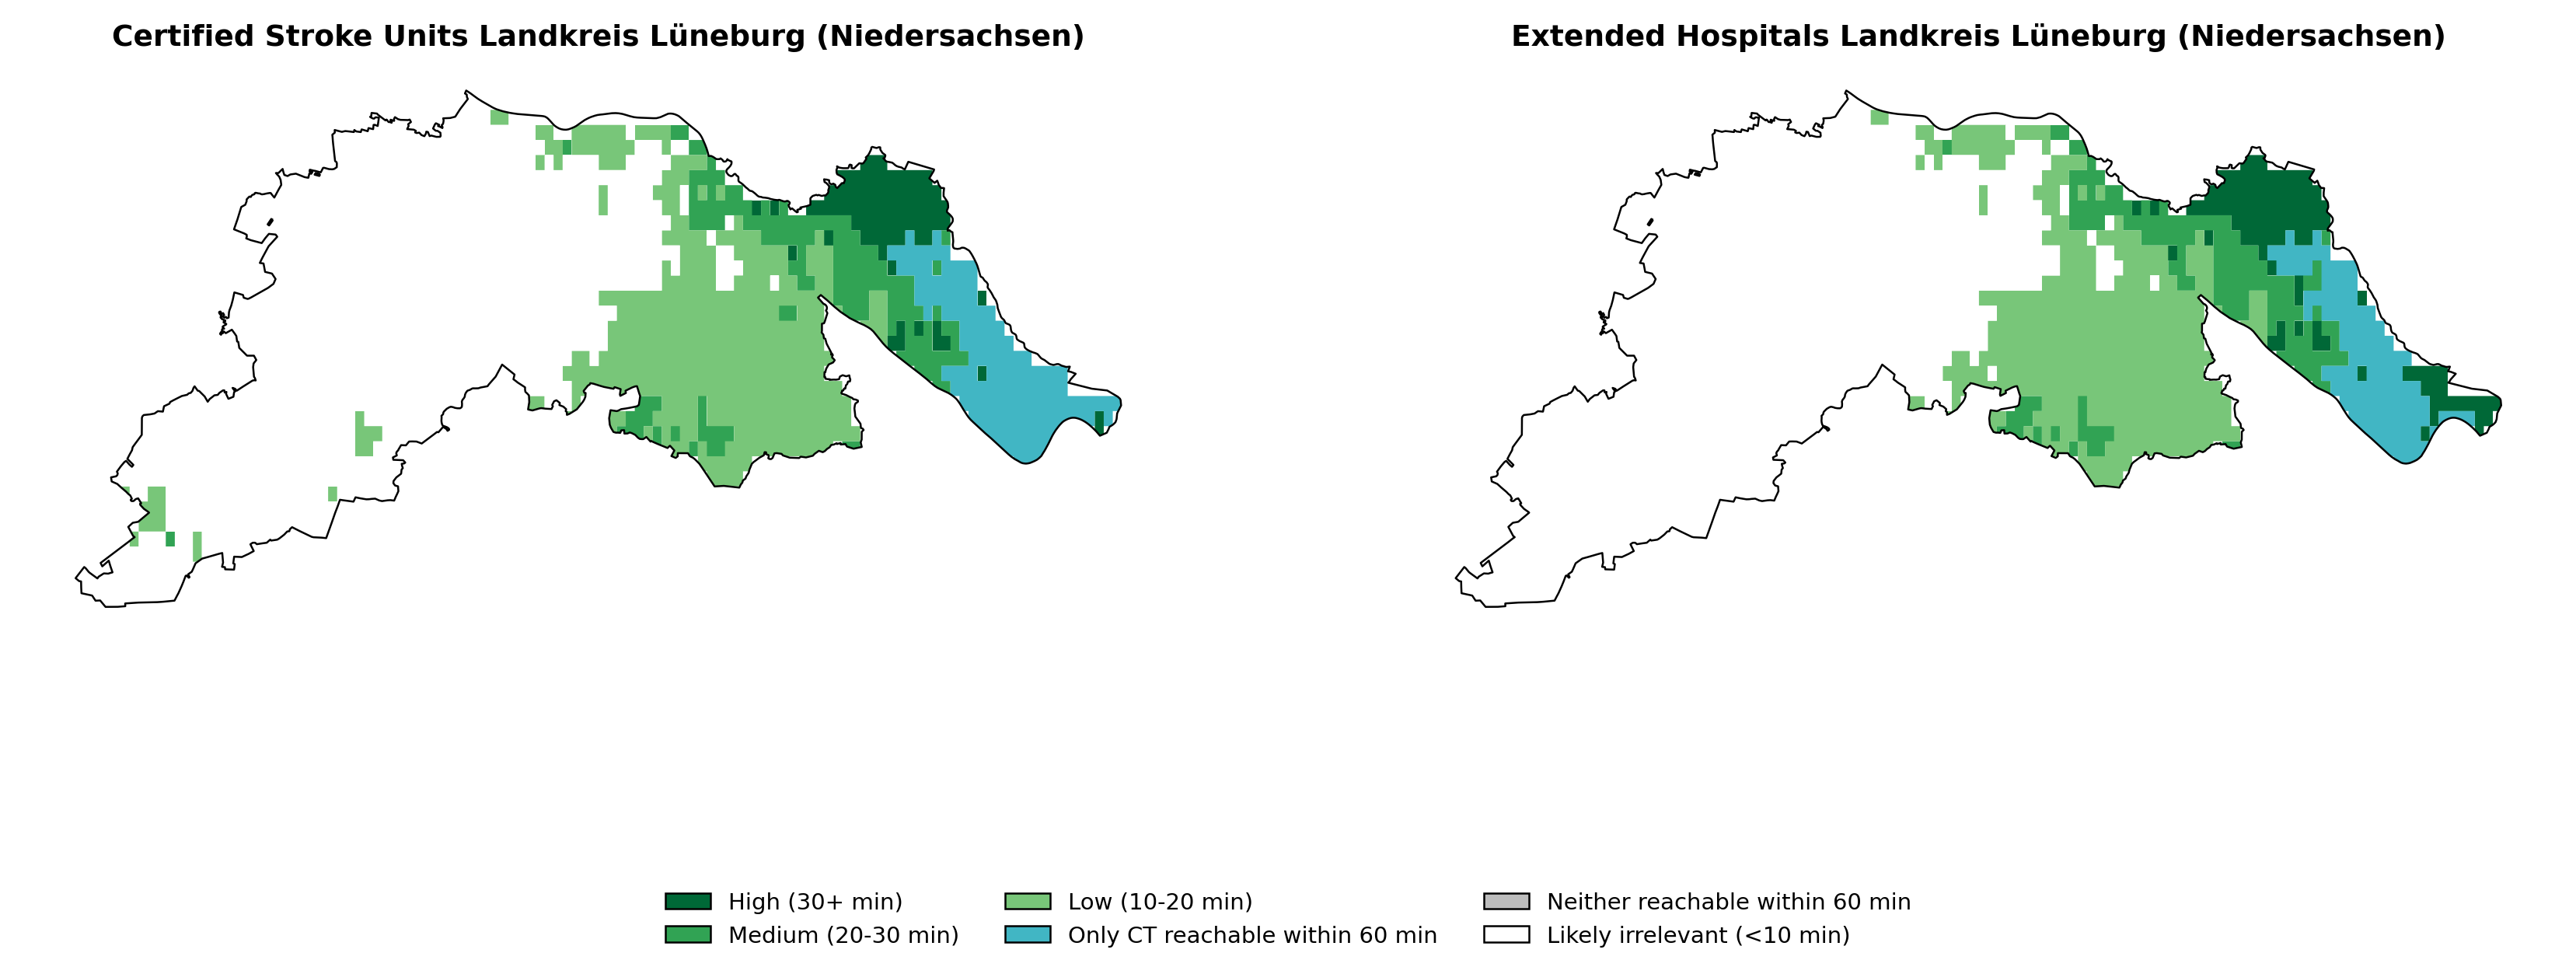 Certified Stroke Units Landkreis Lüneburg (Niedersachsen)
Extended Hospitals Landkreis Lüneburg (Niedersachsen)
High (30+ min)
Medium (20-30 min)
Low (10-20 min)
Only CT reachable within 60 min
Neither reachable within 60 min
Likely irrelevant (<10 min)